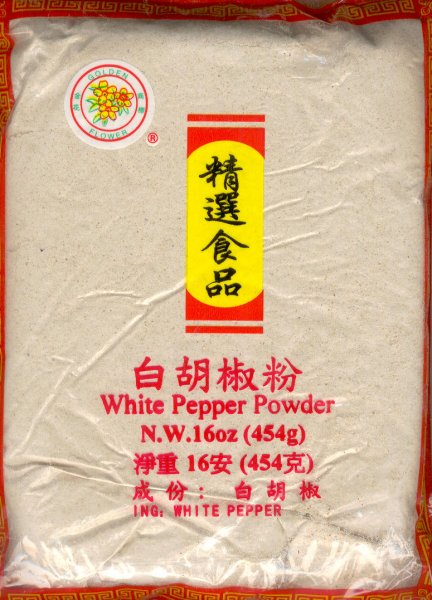 GOLDEN
FLOWER
®
精選食品
白胡椒粉
White Pepper Powder
N.W.16oz (454g)
淨重 16安 (454克)
成份： 白胡椒
ING: WHITE PEPPER